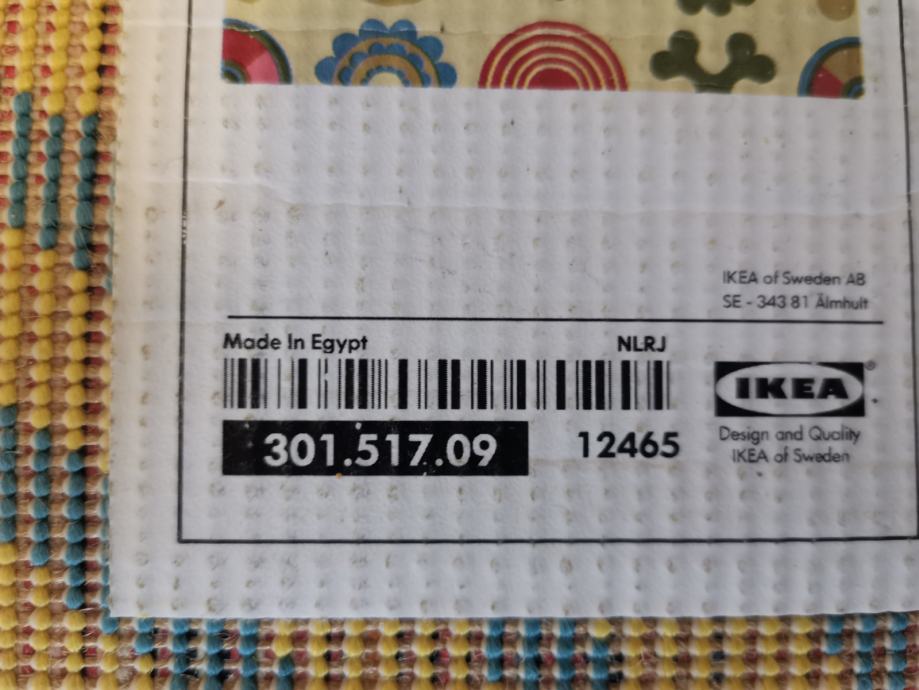 IKEA of Sweden AB
SE - 343 81 Älmhult
Made In Egypt NLRJ
301.517.09 12465
IKEA®
Design and Quality
IKEA of Sweden